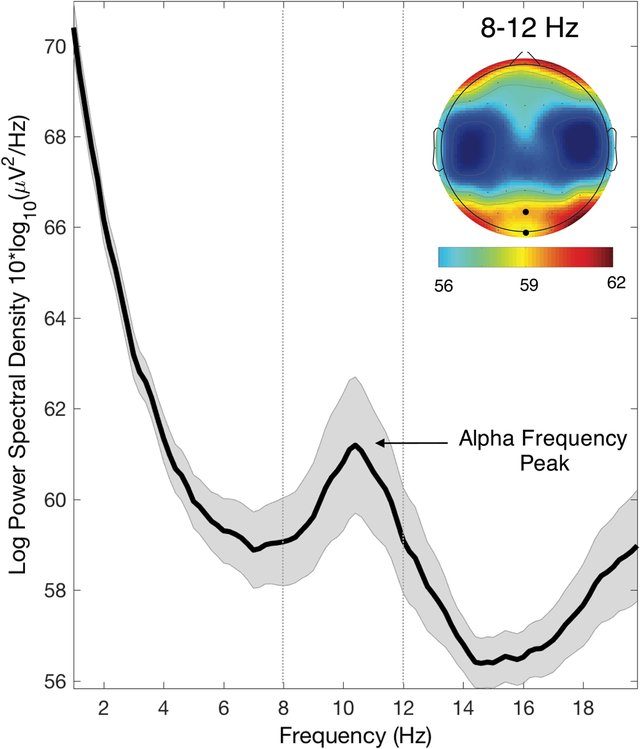 8-12 Hz
56 59 62
Alpha Frequency
Peak
Log Power Spectral Density 10*log10(μV2/Hz)
70
68
66
64
62
60
58
56
2 4 6 8 10 12 14 16 18
Frequency (Hz)